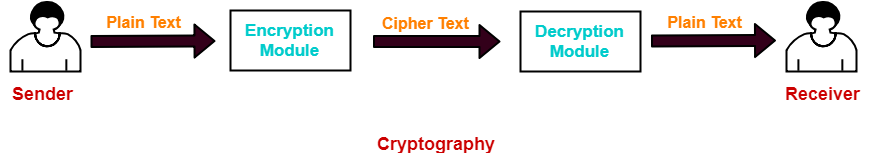 Plain Text
Encryption
Module
Cipher Text
Decryption
Module
Plain Text
Sender
Receiver
Cryptography